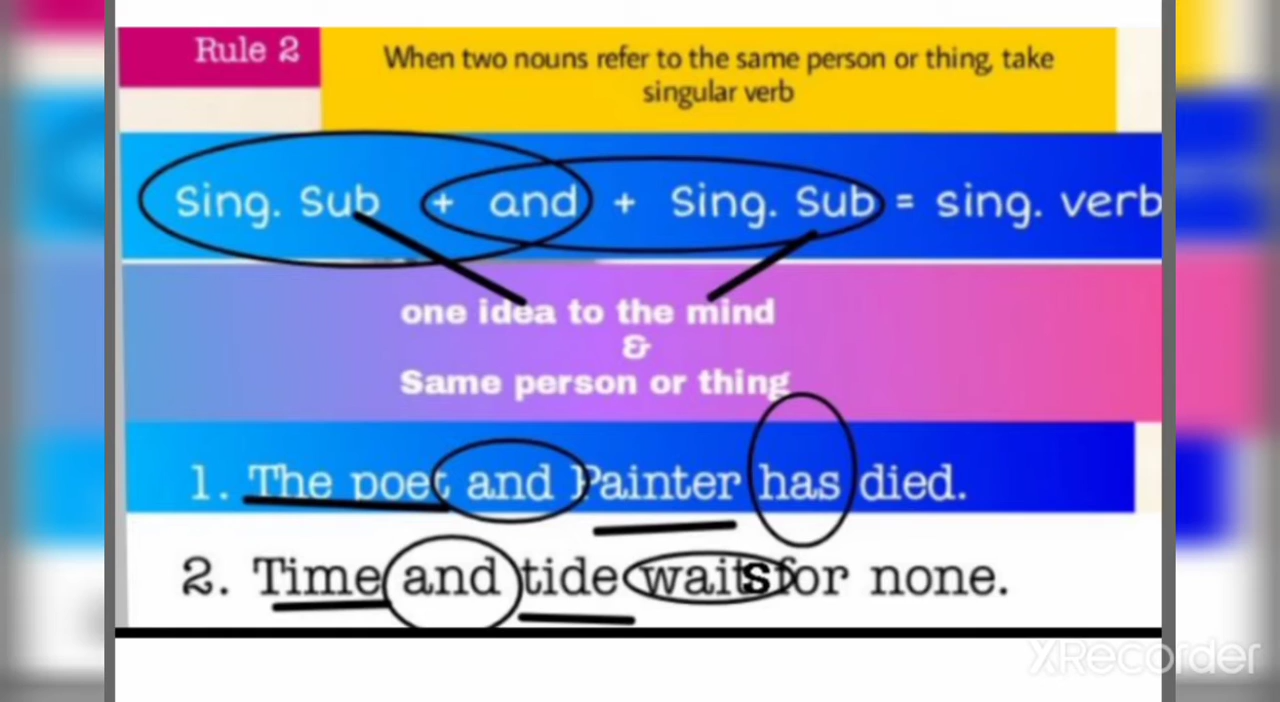 Rule 2
When two nouns refer to the same person or thing, take
singular verb
Sing. Sub + and + Sing. Sub = sing. verb
one idea to the mind
&
Same person or thing
1. The poet and Painter has died.
2. Time and tide waits for none.
XRecorder